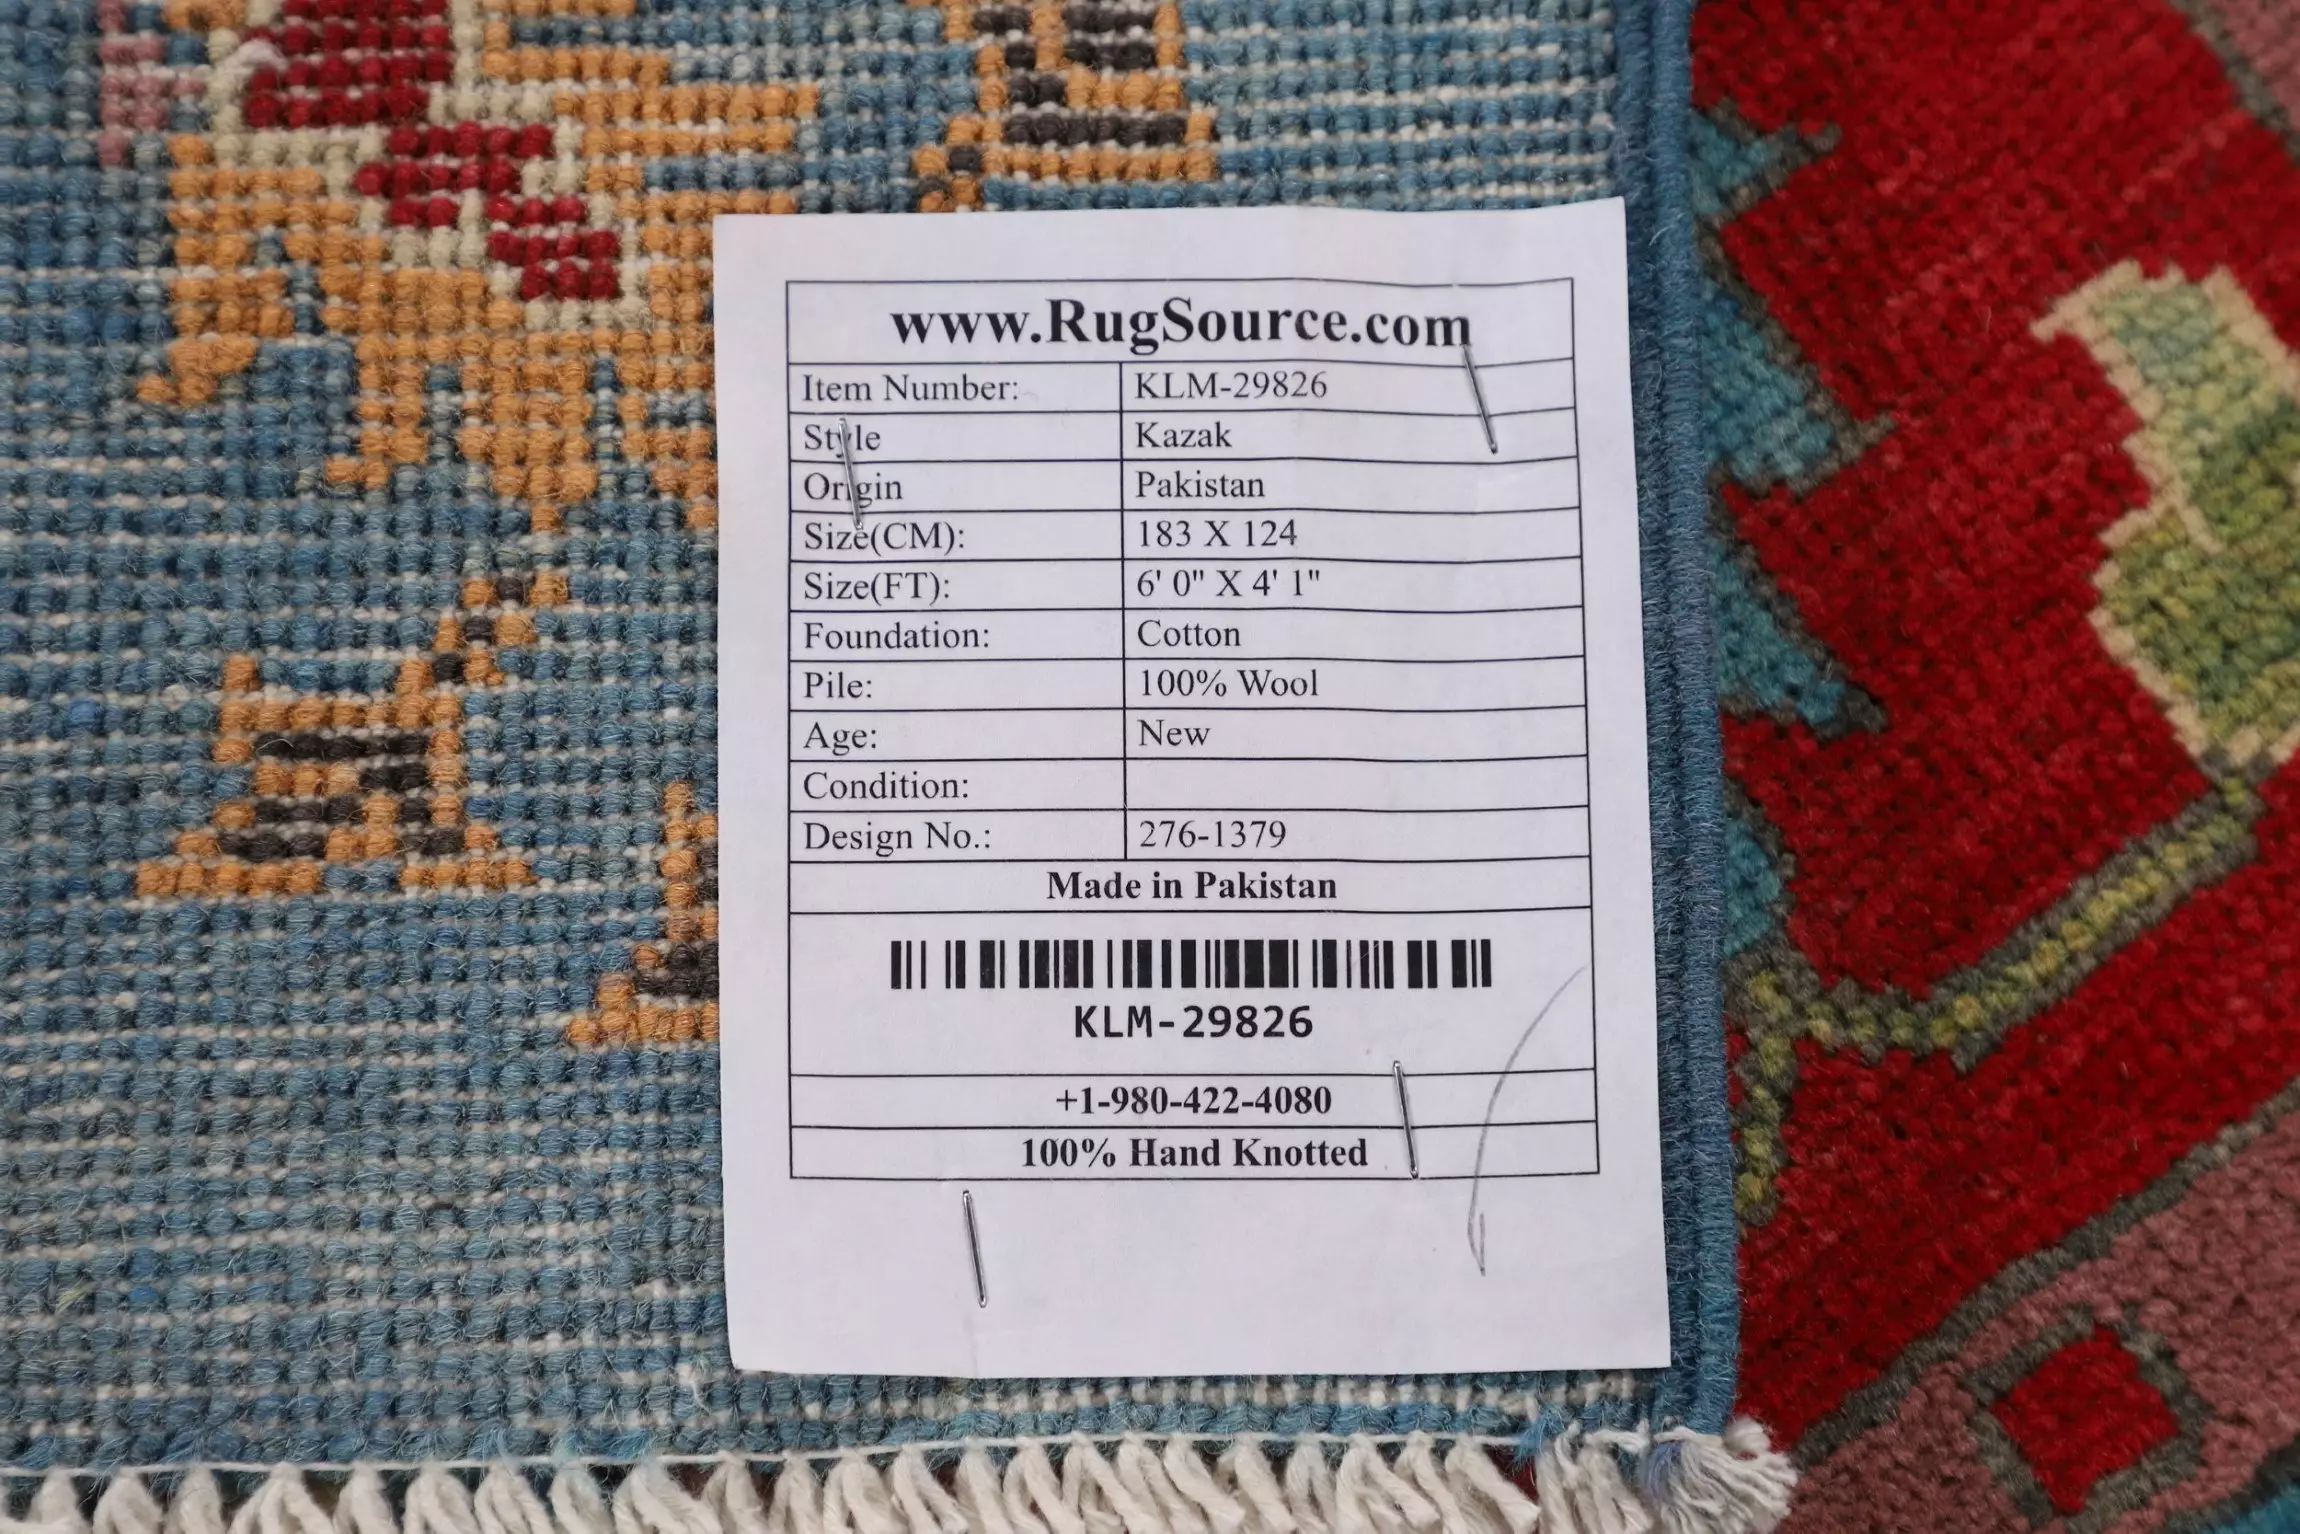 www.RugSource.com
Item Number: KLM-29826
Style Kazak
Origin Pakistan
Size(CM): 183 X 124
Size(FT): 6' 0" X 4' 1"
Foundation: Cotton
Pile: 100% Wool
Age: New
Condition:
Design No.: 276-1379
Made in Pakistan
KLM-29826
+1-980-422-4080
100% Hand Knotted